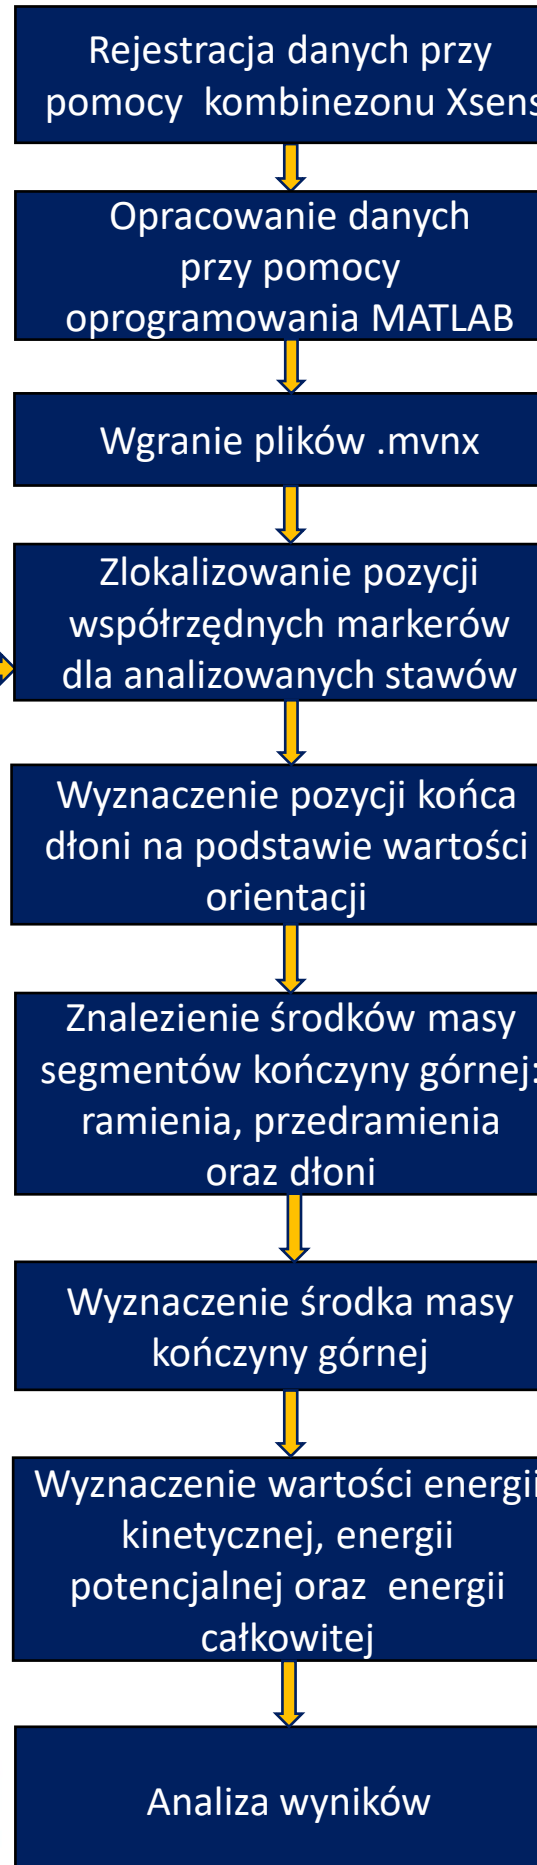 Rejestracja danych przy
pomocy kombinezonu Xsens
Opracowanie danych
przy pomocy
oprogramowania MATLAB
Wgranie plików .mvnx
Zlokalizowanie pozycji
współrzędnych markerów
dla analizowanych stawów
Wyznaczenie pozycji końca
dłoni na podstawie wartości
orientacji
Znalezienie środków masy
segmentów kończyny górnej:
ramienia, przedramienia
oraz dłoni
Wyznaczenie środka masy
kończyny górnej
Wyznaczenie wartości energii
kinetycznej, energii
potencjalnej oraz energii
całkowitej
Analiza wyników